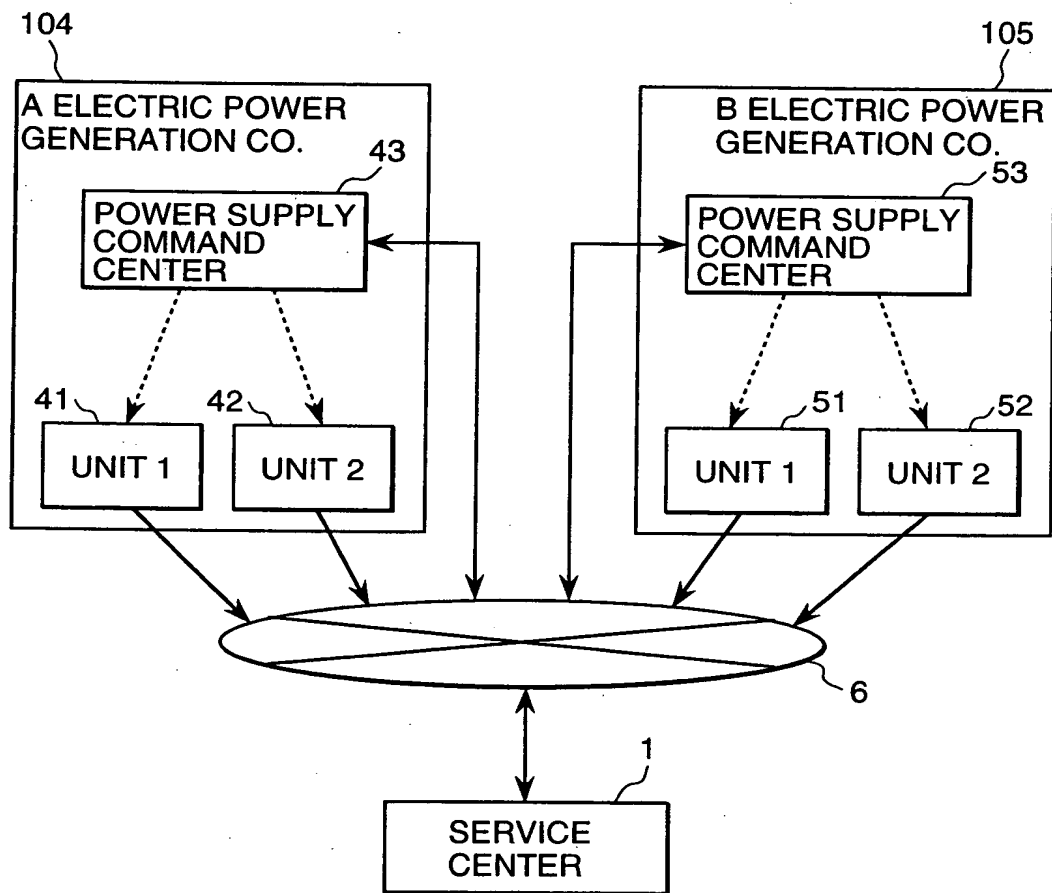 104
105
A ELECTRIC POWER
GENERATION CO.
B ELECTRIC POWER
GENERATION CO.
43
53
POWER SUPPLY
COMMAND
CENTER
POWER SUPPLY
COMMAND
CENTER
41
42
51
52
UNIT 1
UNIT 2
UNIT 1
UNIT 2
6
1
SERVICE
CENTER